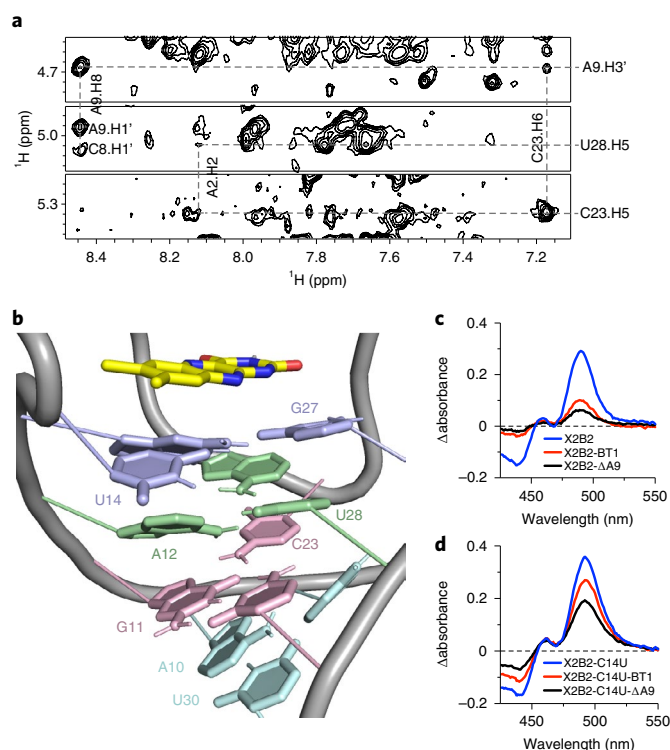 a
4.7
5.0
5.3
¹H (ppm)
A9.H8
A9.H1'
C8.H1'
A2.H2
C23.H6
A9.H3'
U28.H5
C23.H5
8.4 8.2 8.0 7.8 7.6 7.4 7.2
¹H (ppm)
b
G27
U14
U28
A12
C23
G11
A10
U30
c
0.4
0.2
0
−0.2
Δabsorbance
X2B2
X2B2-BT1
X2B2-ΔA9
450 500 550
Wavelength (nm)
d
0.4
0.2
0
−0.2
Δabsorbance
X2B2-C14U
X2B2-C14U-BT1
X2B2-C14U-ΔA9
450 500 550
Wavelength (nm)